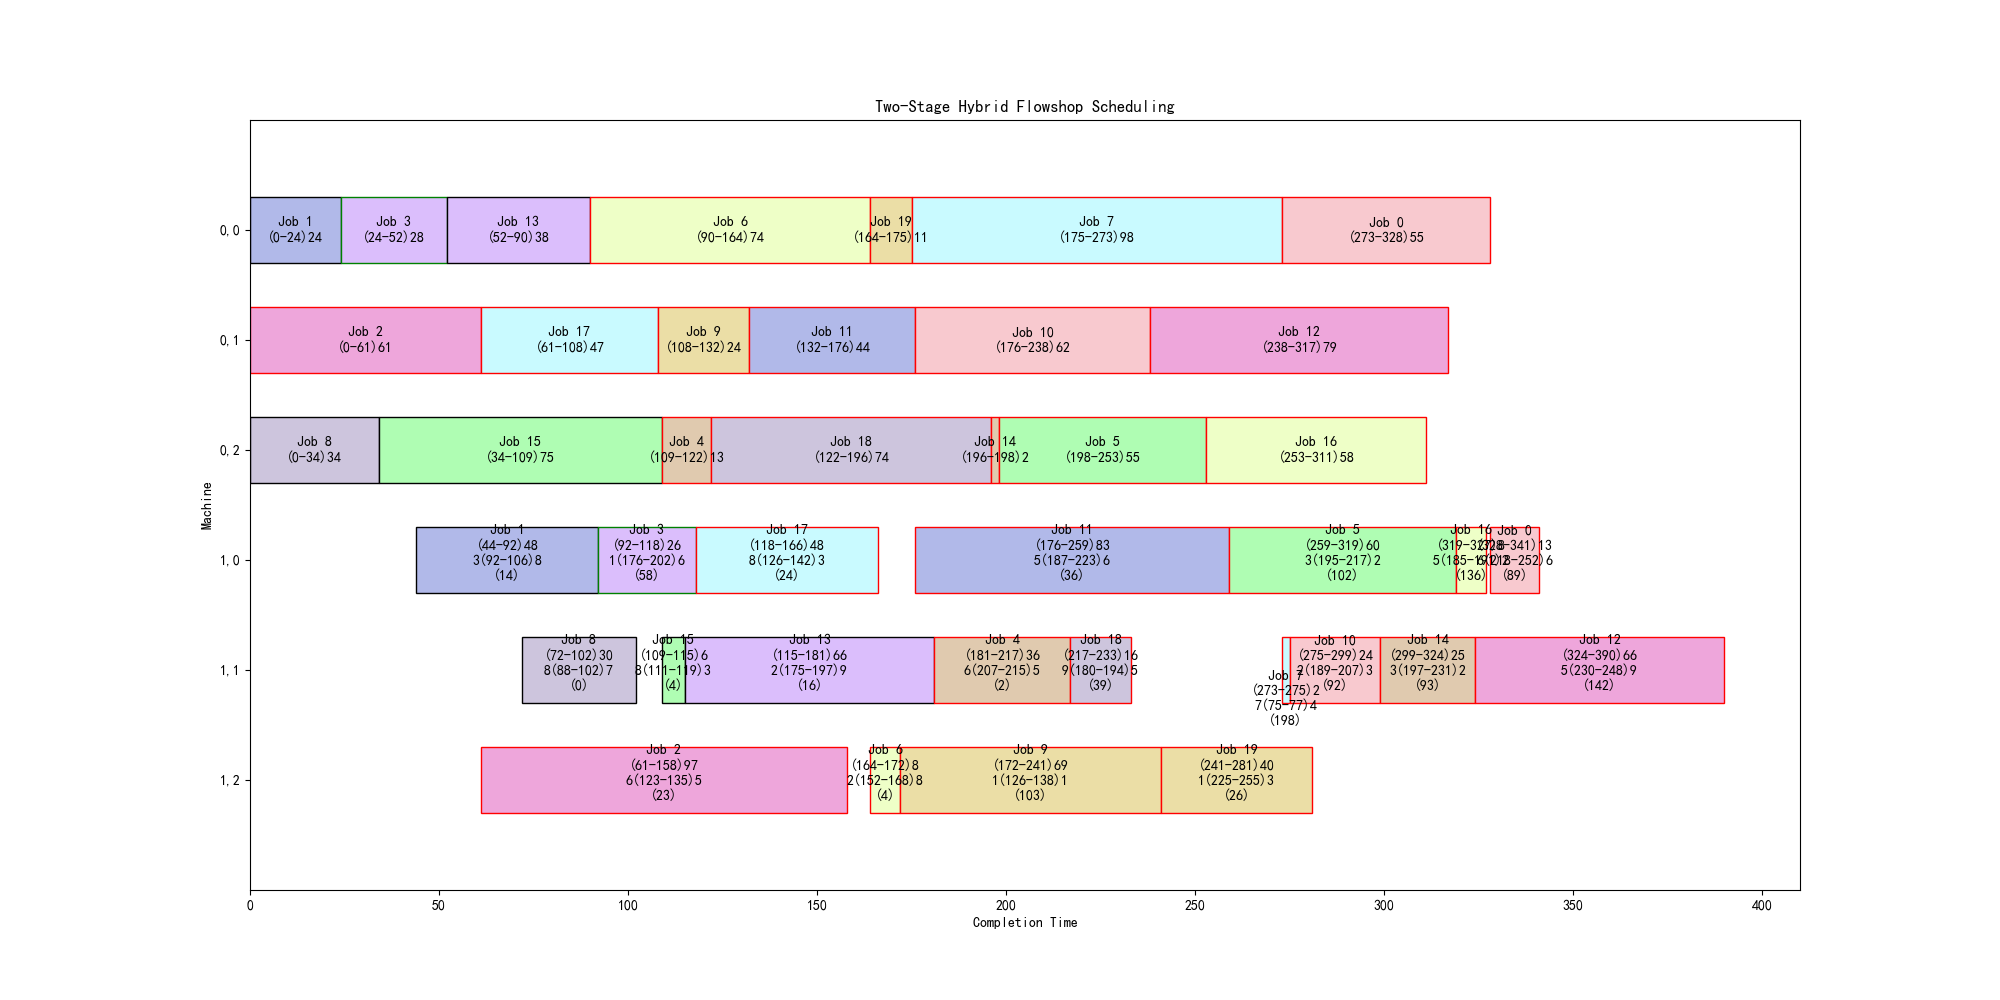 Two-Stage Hybrid Flowshop Scheduling
0,0
Job 1
(0-24)24
Job 3
(24-52)28
Job 13
(52-90)38
Job 6
(90-164)74
Job 19
(164-175)11
Job 7
(175-273)98
Job 0
(273-328)55
0,1
Job 2
(0-61)61
Job 17
(61-108)47
Job 9
(108-132)24
Job 11
(132-176)44
Job 10
(176-238)62
Job 12
(238-317)79
0,2
Job 8
(0-34)34
Job 15
(34-109)75
Job 4
(109-122)13
Job 18
(122-196)74
Job 14
(196-198)2
Job 5
(198-253)55
Job 16
(253-311)58
Machine
1,0
Job 1
(44-92)48
3(92-106)8
(14)
Job 3
(92-118)26
1(176-202)6
(58)
Job 17
(118-166)48
8(126-142)3
(24)
Job 11
(176-259)83
5(187-223)6
(36)
Job 5
(259-319)60
3(195-217)2
(102)
Job 16
(136)
Job 0
(328-341)13
(89)
1,1
Job 8
(72-102)30
8(88-102)7
(0)
Job 15
(109-115)6
8(111-119)3
(4)
Job 13
(115-181)66
2(175-197)9
(16)
Job 4
(181-217)36
6(207-215)5
(2)
Job 18
(217-233)16
9(180-194)5
(39)
Job 7
(273-275)2
7(75-77)4
(198)
Job 10
(275-299)24
2(189-207)3
(92)
Job 14
(299-324)25
3(197-231)2
(93)
Job 12
(324-390)66
5(230-248)9
(142)
1,2
Job 2
(61-158)97
6(123-135)5
(23)
Job 6
(164-172)8
2(152-168)8
(4)
Job 9
(172-241)69
1(126-138)1
(103)
Job 19
(241-281)40
1(225-255)3
(26)
0 50 100 150 200 250 300 350 400
Completion Time